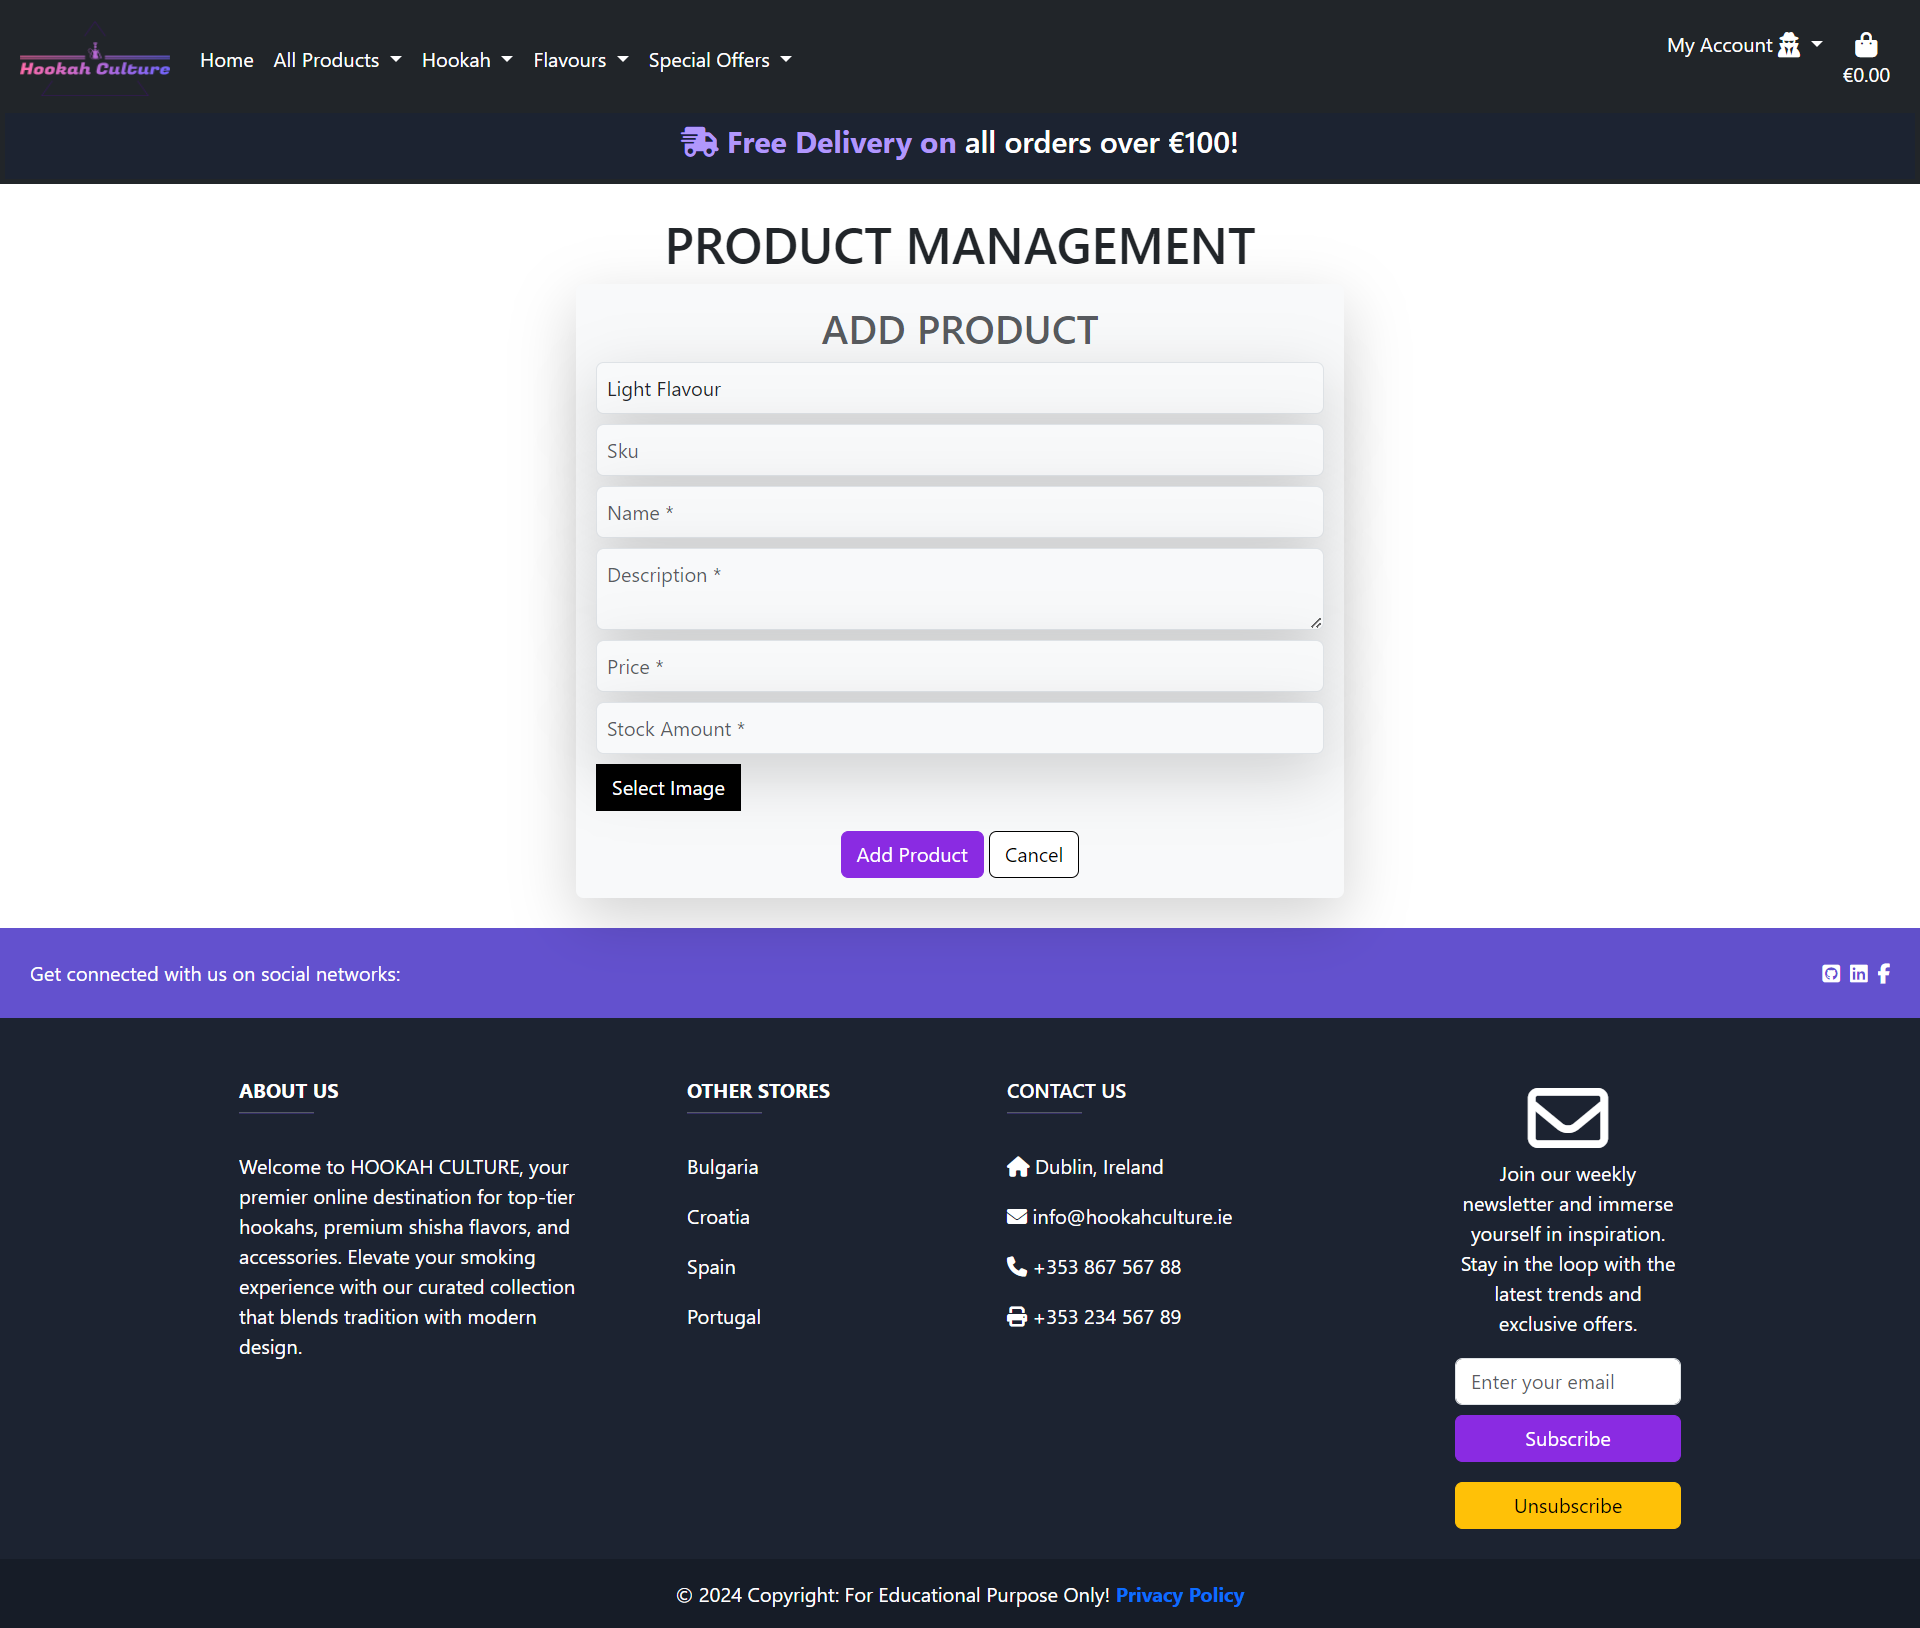 Hookah Culture
Home
All Products
Hookah
Flavours
Special Offers
My Account
€0.00
Free Delivery on all orders over €100!
PRODUCT MANAGEMENT
ADD PRODUCT
Light Flavour
Sku
Name *
Description *
Price *
Stock Amount *
Select Image
Add Product
Cancel
Get connected with us on social networks:
ABOUT US
Welcome to HOOKAH CULTURE, your
premier online destination for top-tier
hookahs, premium shisha flavors, and
accessories. Elevate your smoking
experience with our curated collection
that blends tradition with modern
design.
OTHER STORES
Bulgaria
Croatia
Spain
Portugal
CONTACT US
Dublin, Ireland
info@hookahculture.ie
+353 867 567 88
+353 234 567 89
Join our weekly
newsletter and immerse
yourself in inspiration.
Stay in the loop with the
latest trends and
exclusive offers.
Enter your email
Subscribe
Unsubscribe
© 2024 Copyright: For Educational Purpose Only! Privacy Policy